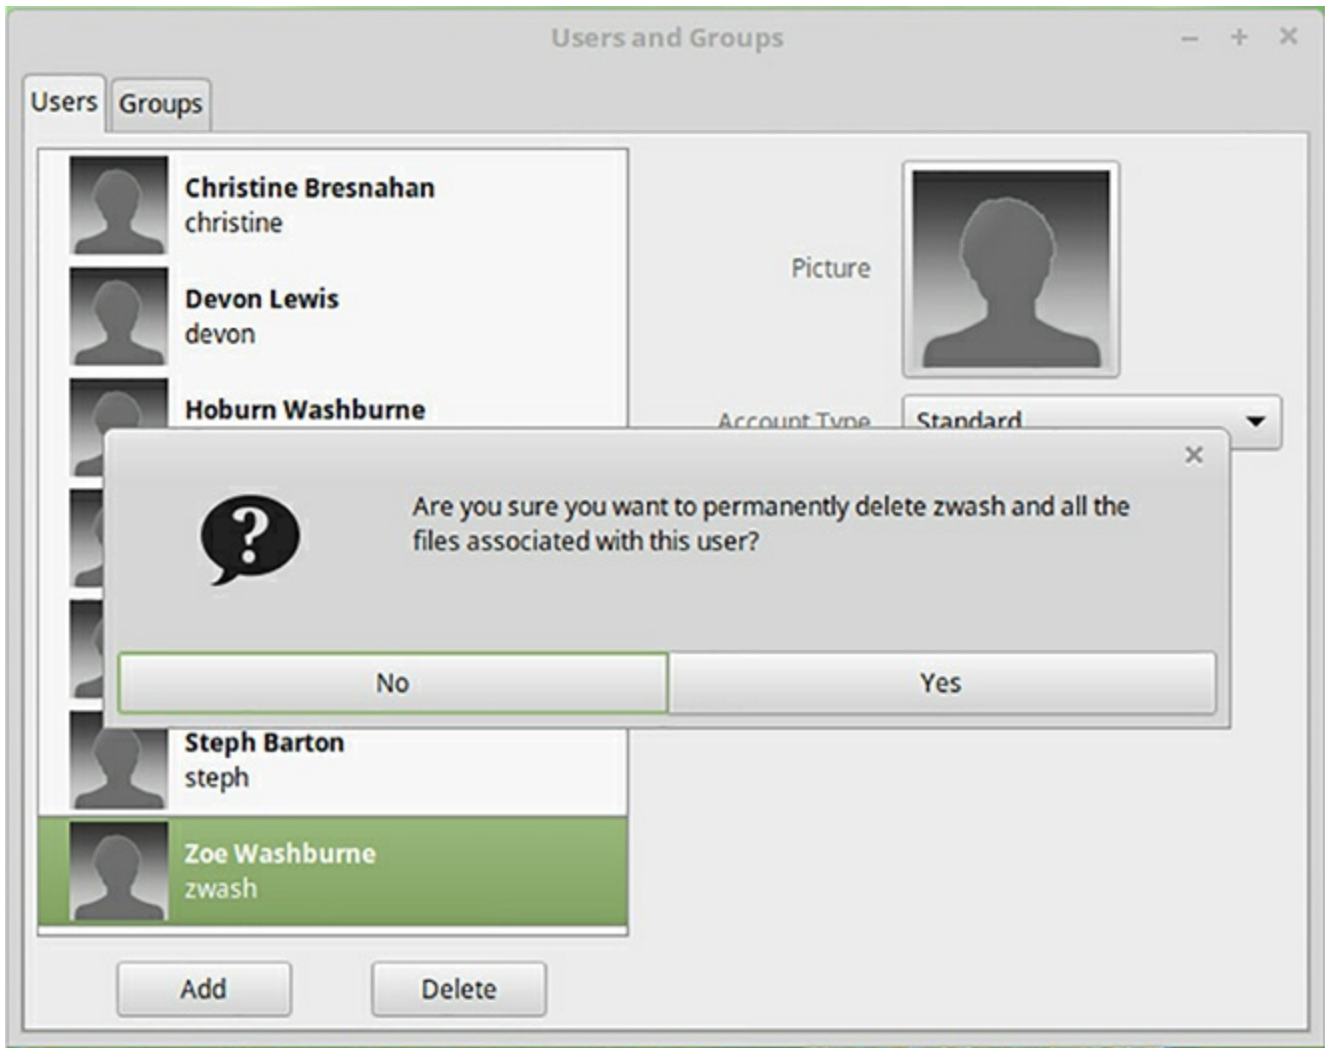 Users and Groups
Users
Groups
Christine Bresnahan
christine
Devon Lewis
devon
Hoburn Washburne
Picture
Account Type
Standard
?
Are you sure you want to permanently delete zwash and all the
files associated with this user?
No
Yes
Steph Barton
steph
Zoe Washburne
zwash
Add
Delete